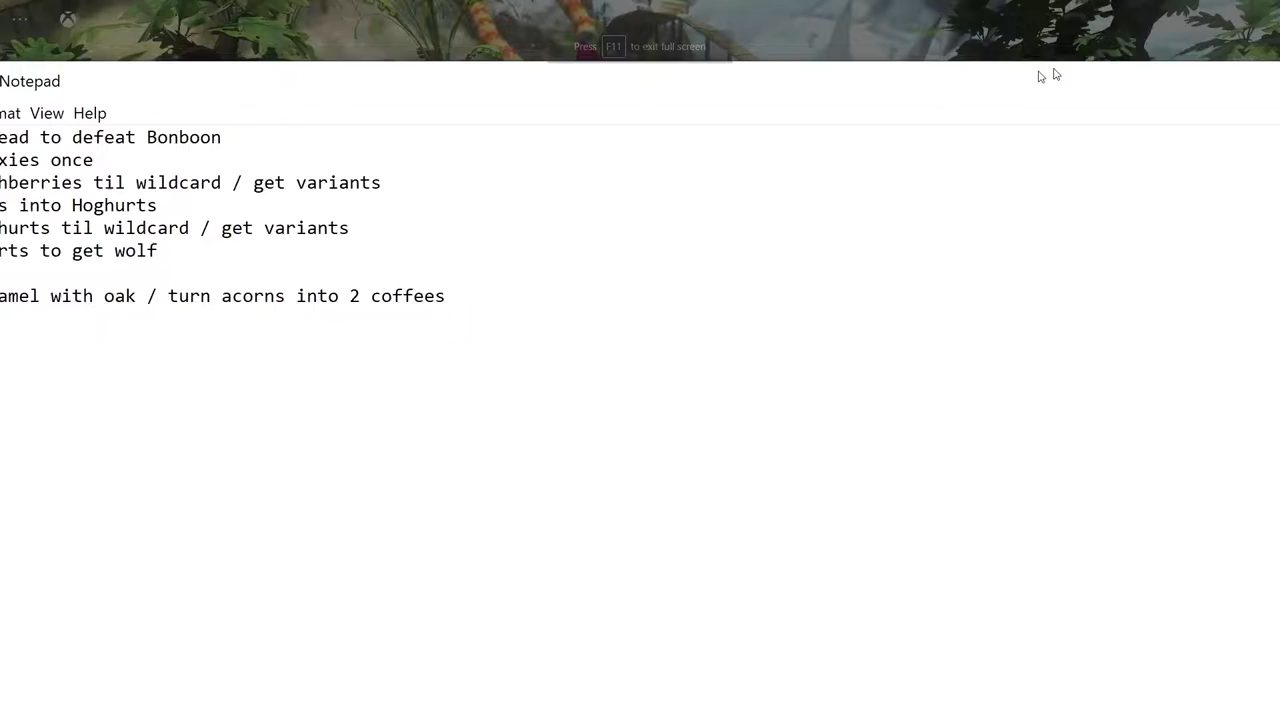 Press F11 to exit full screen
Notepad
mat View Help
ead to defeat Bonboon
xies once
hberries til wildcard / get variants
s into Hoghurts
hurts til wildcard / get variants
rts to get wolf
amel with oak / turn acorns into 2 coffees